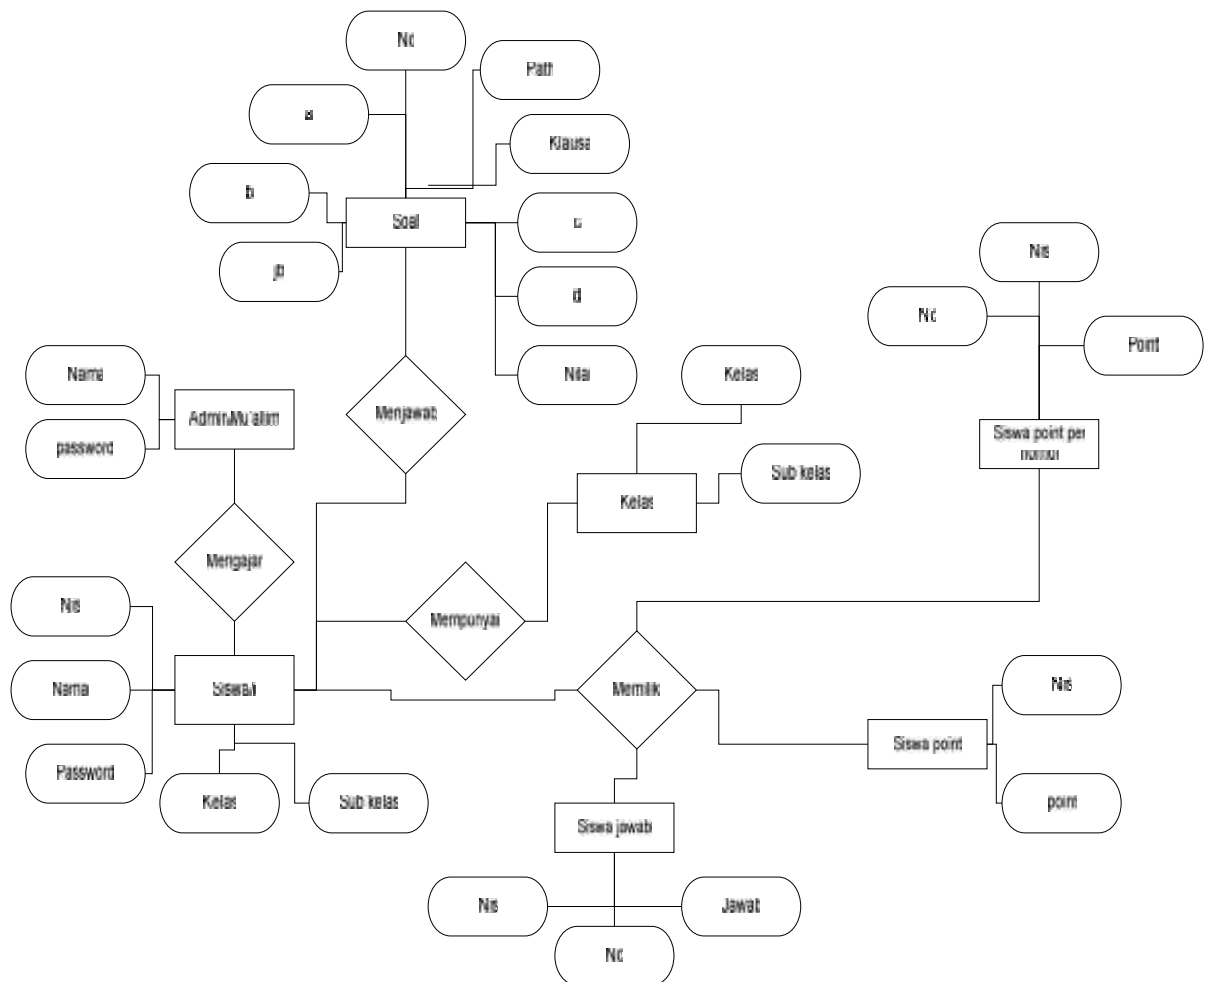 No
Path
a
Klausa
b
Soal
c
jb
d
Nilai
Nis
No
Point
Nama
Admin/Mu'allim
password
Menjawab
Kelas
Siswa point per
nomor
Sub kelas
Kelas
Mengajar
Nis
Mempunyai
Nama
Siswa/i
Memilik
Nis
Siswa point
Password
Kelas
Sub kelas
point
Siswa jawab
Nis
Jawab
No